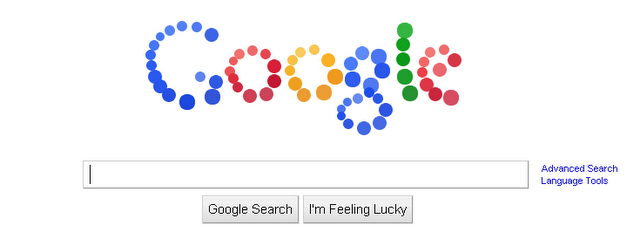 Google
Advanced Search
Language Tools
Google Search
I'm Feeling Lucky